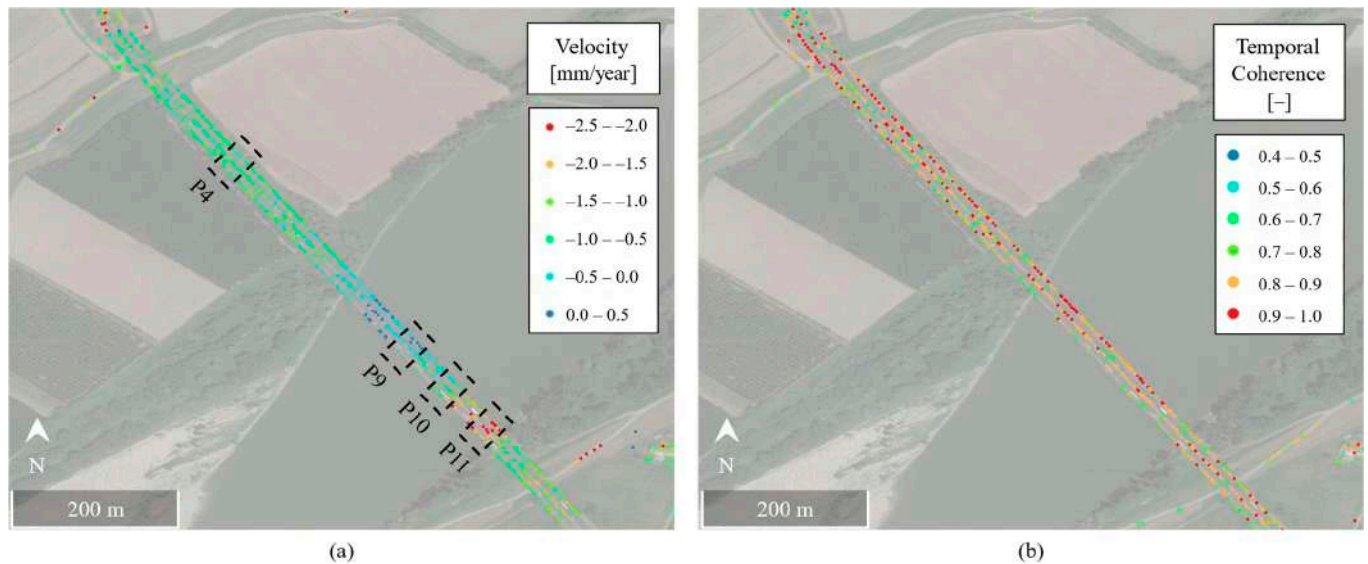 Velocity
[mm/year]
−2.5 – −2.0
−2.0 – −1.5
−1.5 – −1.0
−1.0 – −0.5
−0.5 – 0.0
0.0 – 0.5
P4
P9
P10
P11
N
200 m
(a)
Temporal
Coherence
[−]
0.4 – 0.5
0.5 – 0.6
0.6 – 0.7
0.7 – 0.8
0.8 – 0.9
0.9 – 1.0
N
200 m
(b)